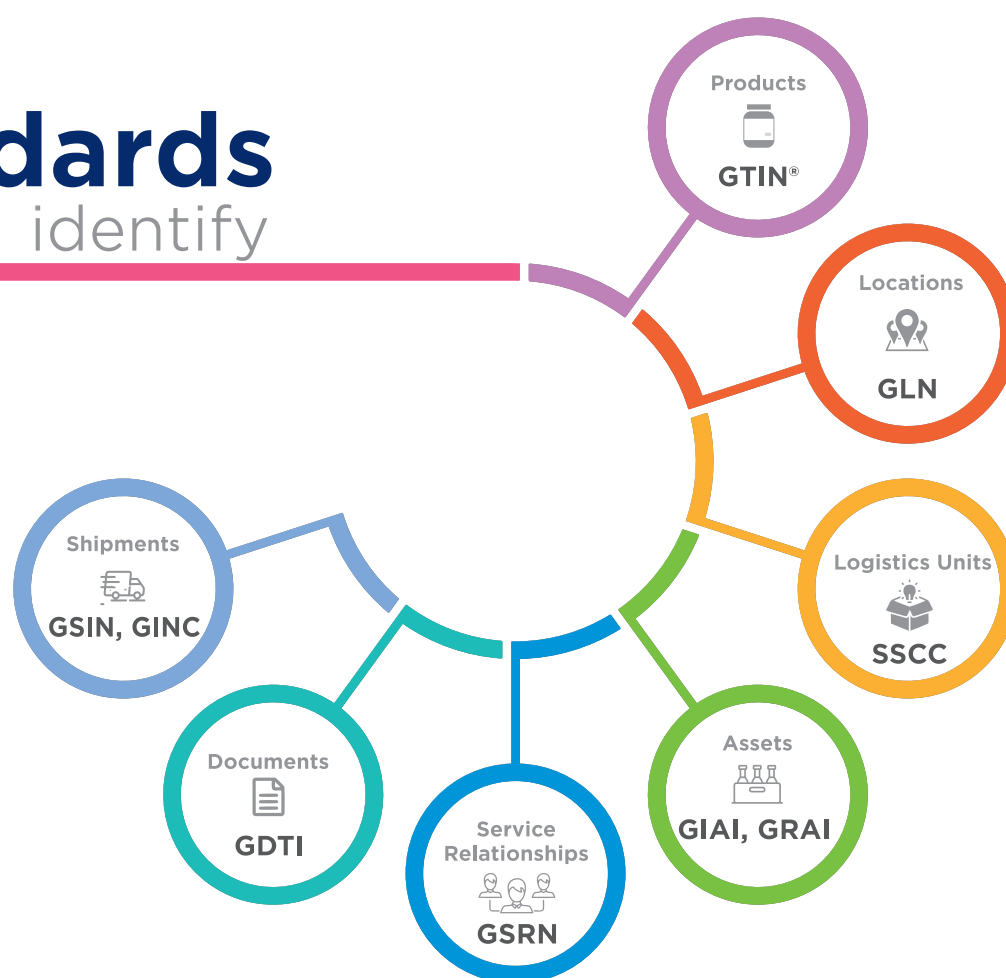 dards
identify
Products
GTIN®
Locations
GLN
Logistics Units
SSCC
Assets
GIAI, GRAI
Service
Relationships
GSRN
Documents
GDTI
Shipments
GSIN, GINC